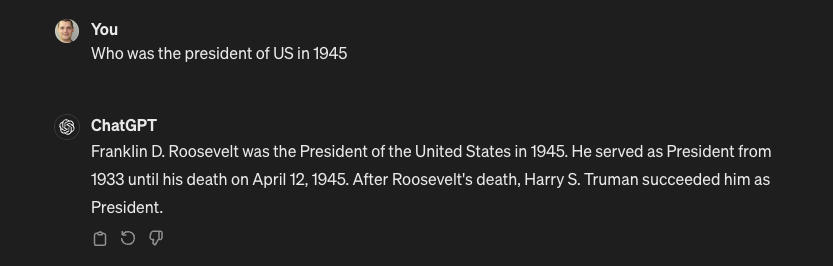 You
Who was the president of US in 1945
ChatGPT
Franklin D. Roosevelt was the President of the United States in 1945. He served as President from
1933 until his death on April 12, 1945. After Roosevelt's death, Harry S. Truman succeeded him as
President.